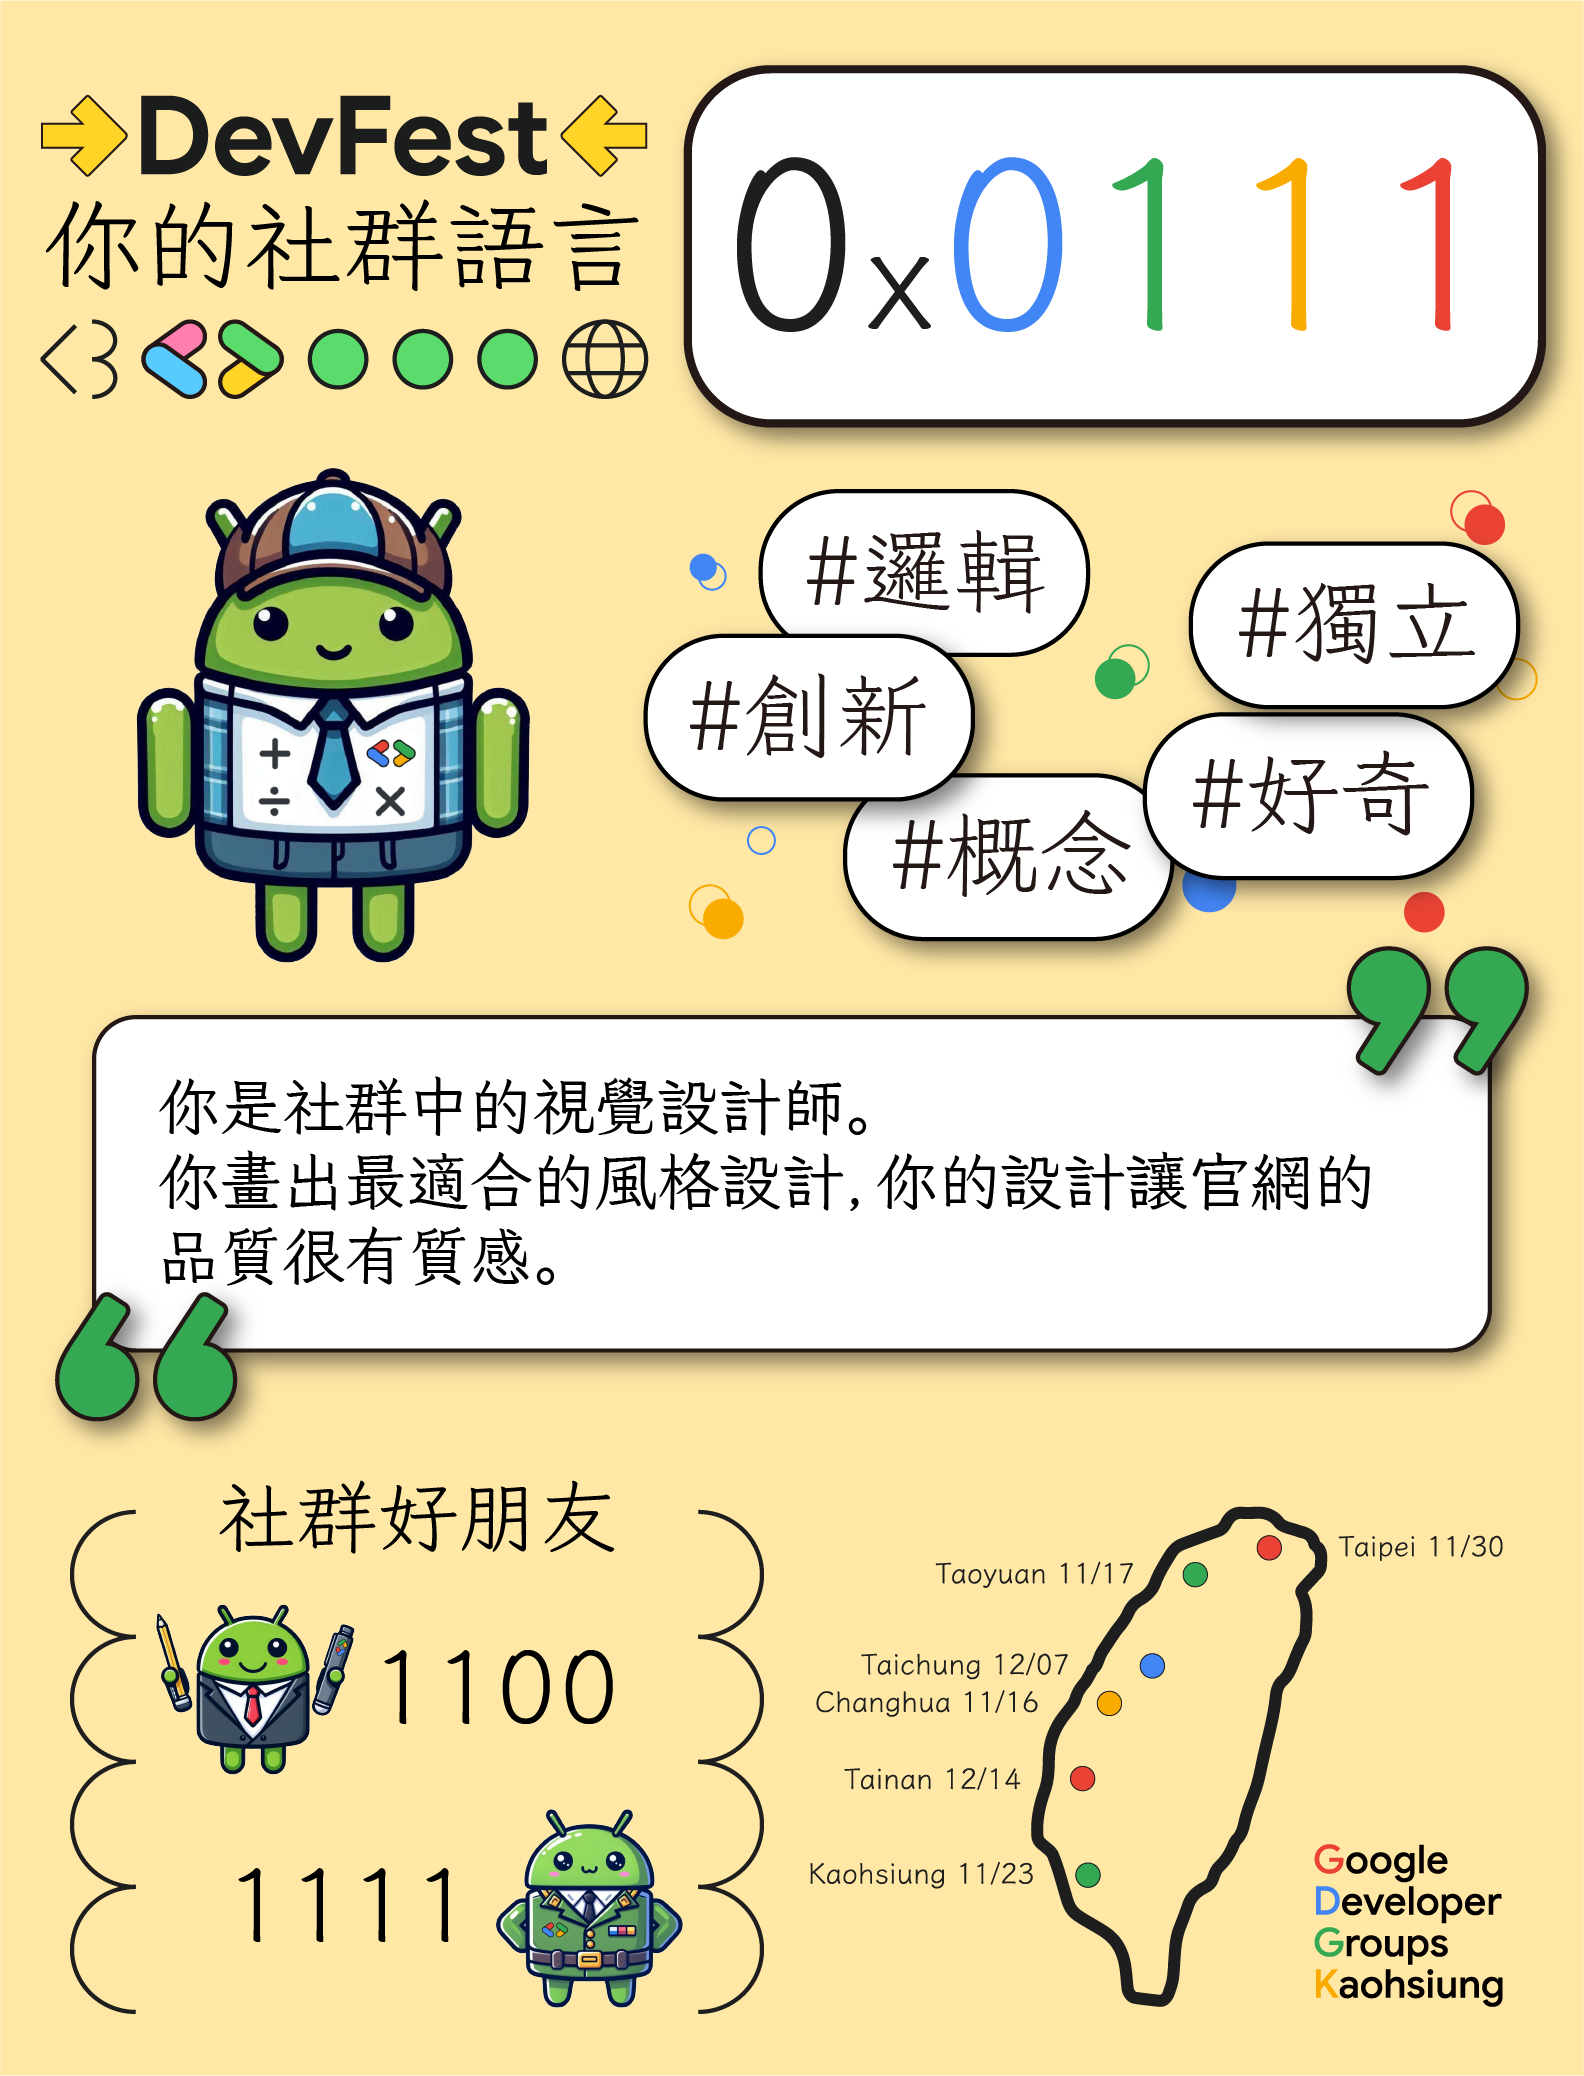 DevFest
你的社群語言
0x0111
#邏輯
#獨立
#創新
#好奇
#概念
你是社群中的視覺設計師。
你畫出最適合的風格設計,你的設計讓官網的
品質很有質感。
社群好朋友
1100
1111
Taipei 11/30
Taoyuan 11/17
Taichung 12/07
Changhua 11/16
Tainan 12/14
Kaohsiung 11/23
Google
Developer
Groups
Kaohsiung